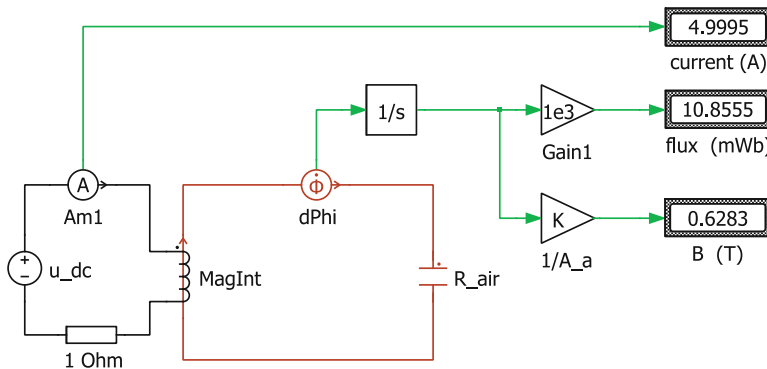 4.9995
current (A)
1/s
1e3
10.8555
Gain1
flux (mWb)
A
Φ̇
Am1
dPhi
K
0.6283
1/A_a
B (T)
u_dc
MagInt
R_air
1 Ohm